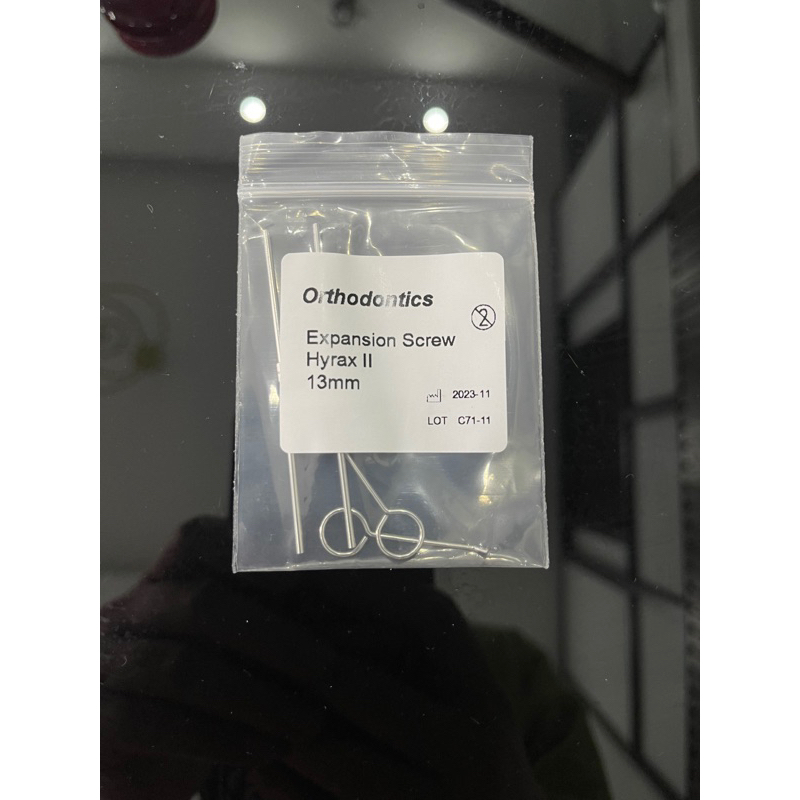 Orthodontics
Expansion Screw
Hyrax II
13mm
2023-11
LOT C71-11